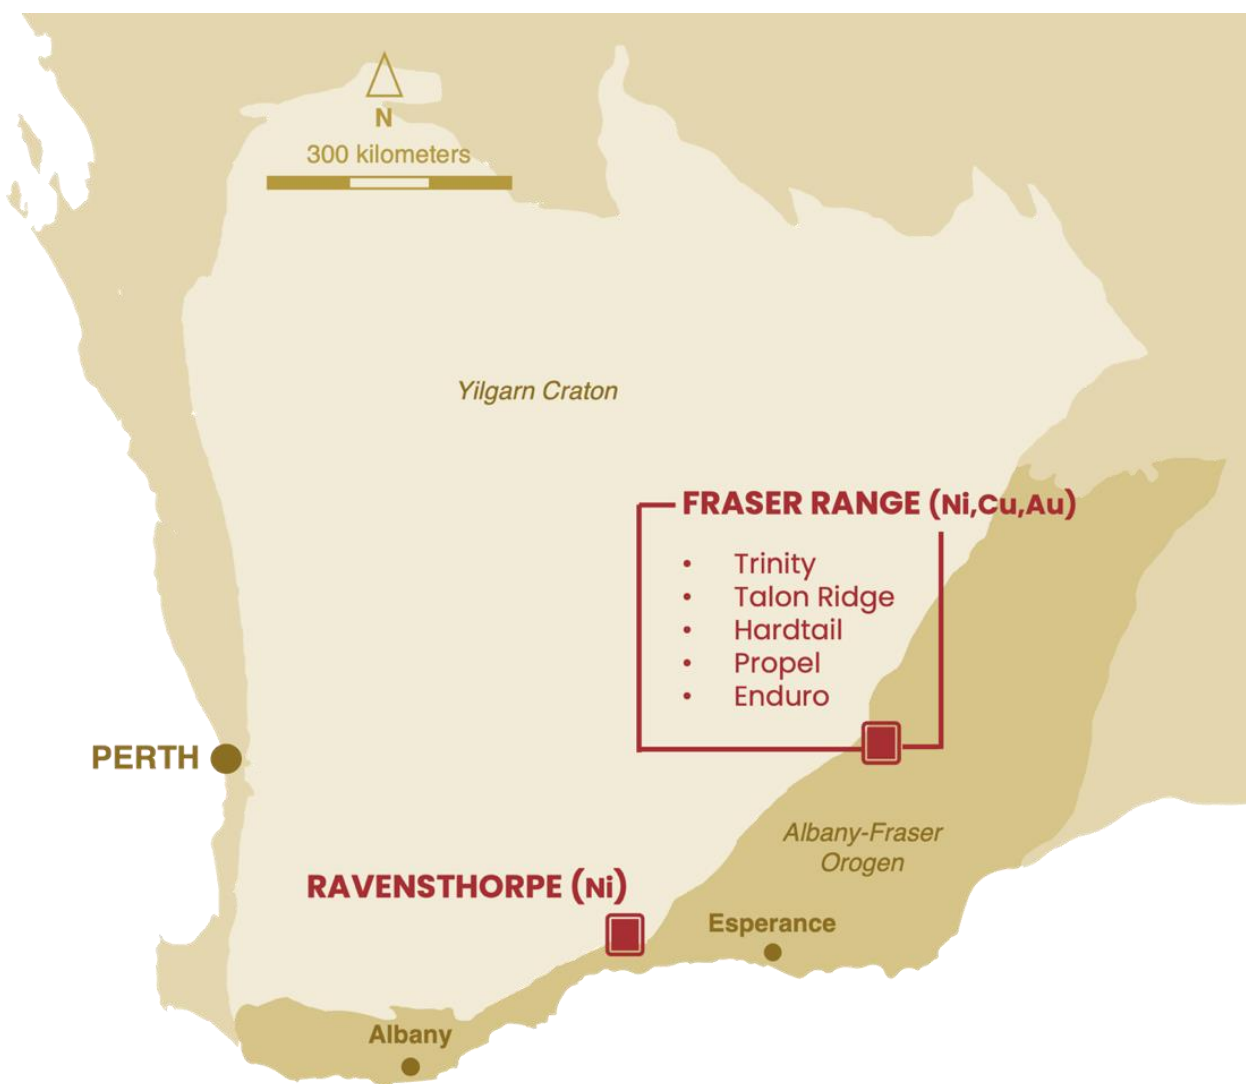 N
300 kilometers
Yilgarn Craton
FRASER RANGE (Ni,Cu,Au)
• Trinity
• Talon Ridge
• Hardtail
• Propel
• Enduro
PERTH
Albany-Fraser
Orogen
RAVENSTHORPE (Ni)
Esperance
Albany